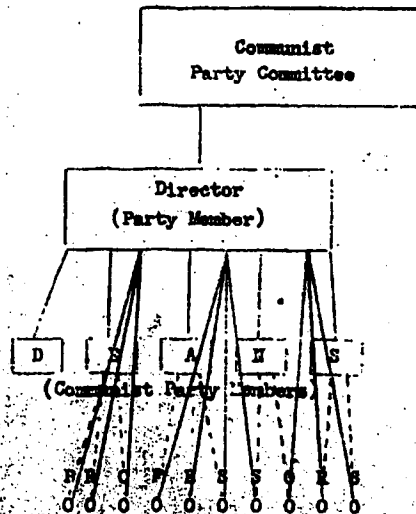 Communist
Party Committee
Director
(Party Member)
D E A N S
(Communist Party Members)
P R O F E S S O R S
O O O O O O O O O O